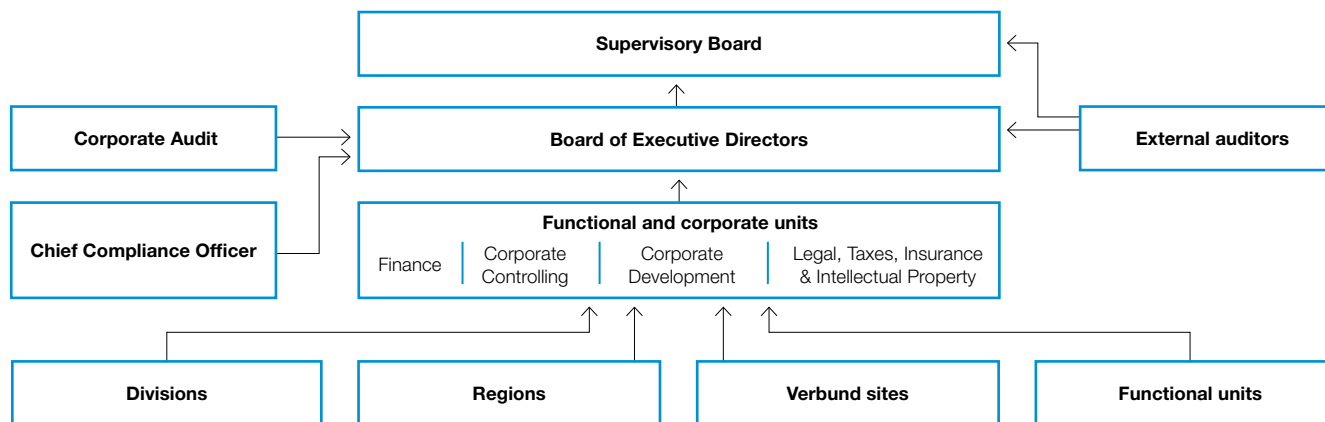 Supervisory Board
Corporate Audit
Board of Executive Directors
External auditors
Chief Compliance Officer
Functional and corporate units
Finance
Corporate
Controlling
Corporate
Development
Legal, Taxes, Insurance
& Intellectual Property
Divisions
Regions
Verbund sites
Functional units